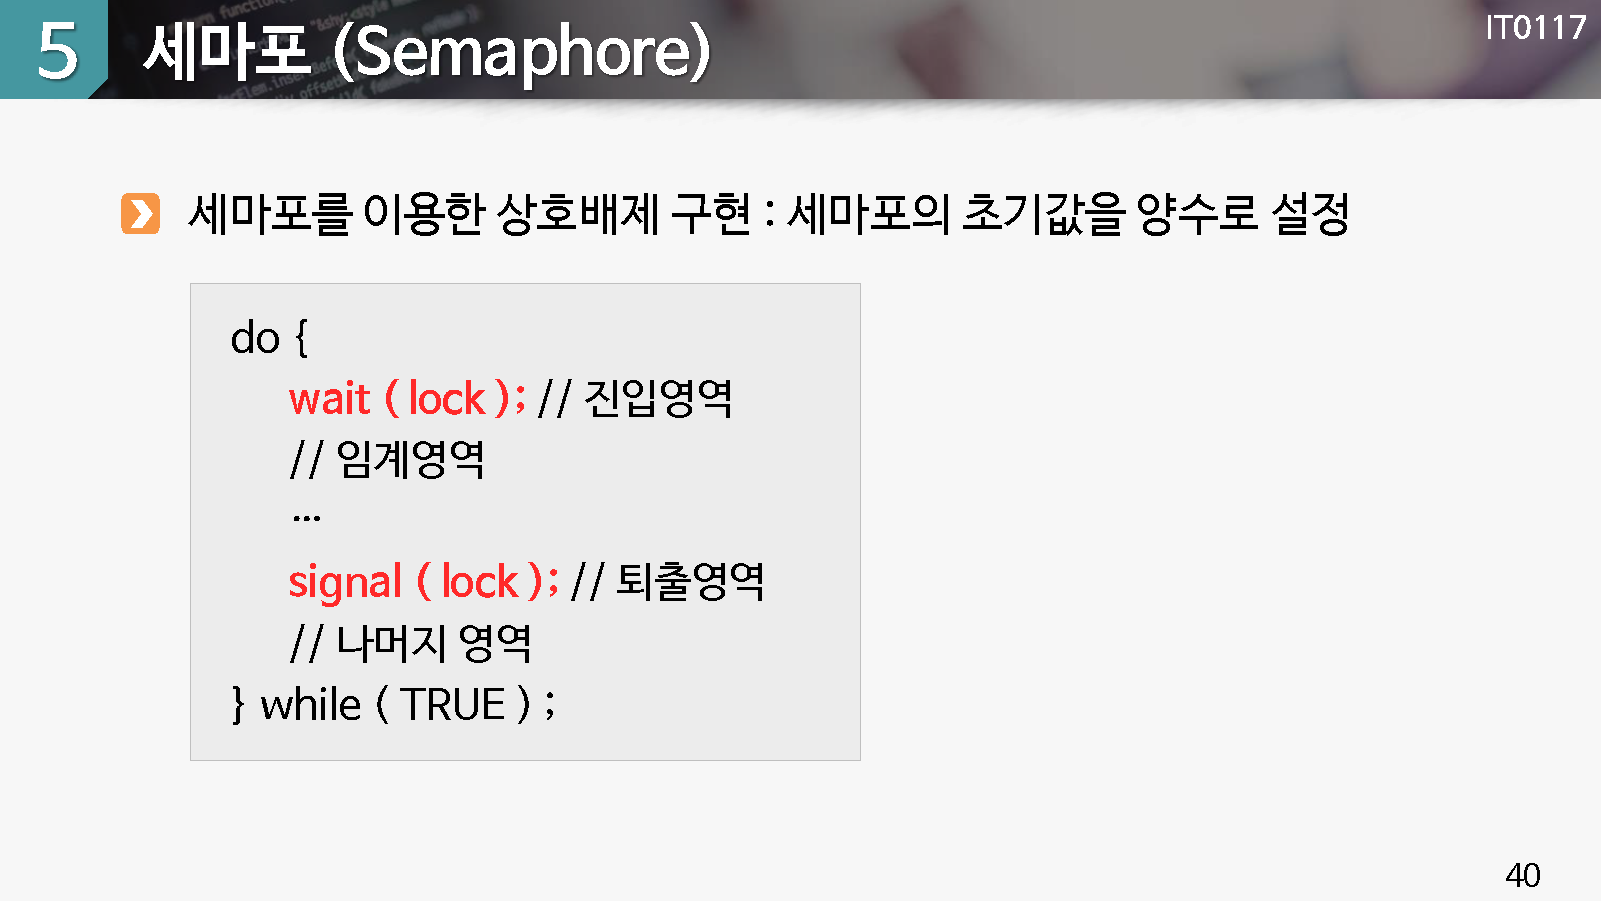 5 세마포 (Semaphore)
IT0117
세마포를 이용한 상호배제 구현 : 세마포의 초기값을 양수로 설정
do {
wait ( lock ); // 진입영역
// 임계영역
...
signal ( lock ); // 퇴출영역
// 나머지 영역
} while ( TRUE ) ;
40